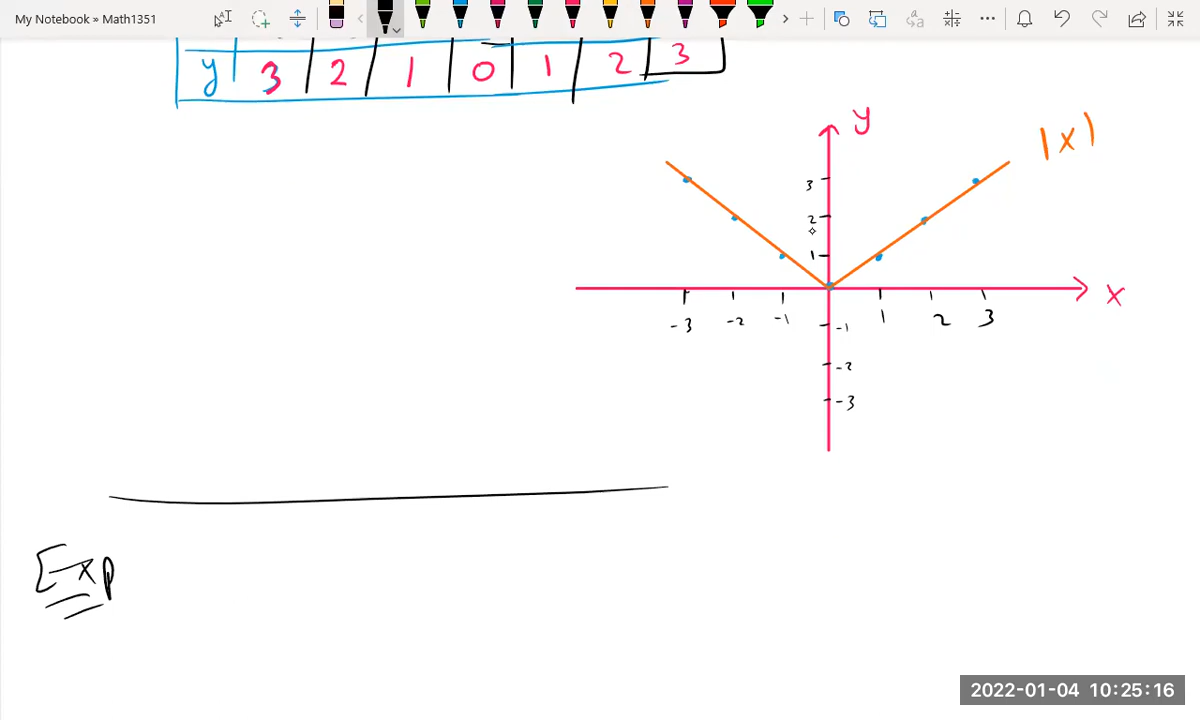 My Notebook » Math1351
y 3 2 1 0 1 2 3
y
|x|
3
2
1
x
-3 -2 -1 1 2 3
-1
-2
-3
Exp
2022-01-04 10:25:16